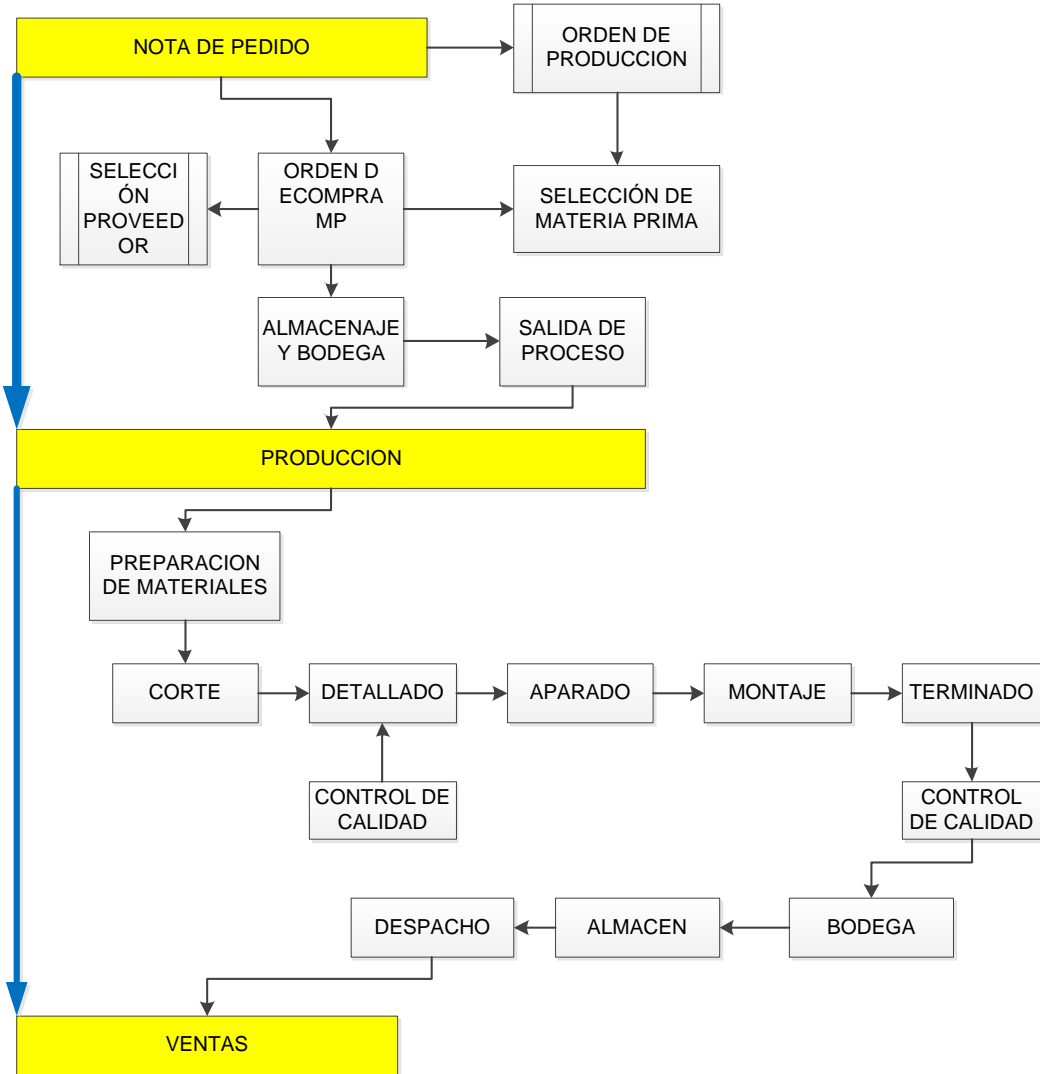 NOTA DE PEDIDO
ORDEN DE
PRODUCCION
SELECCI
ÓN
PROVEED
OR
ORDEN D
ECOMPRA
MP
SELECCIÓN DE
MATERIA PRIMA
ALMACENAJE
Y BODEGA
SALIDA DE
PROCESO
PRODUCCION
PREPARACION
DE MATERIALES
CORTE
DETALLADO
APARADO
MONTAJE
TERMINADO
CONTROL DE
CALIDAD
CONTROL
DE CALIDAD
DESPACHO
ALMACEN
BODEGA
VENTAS